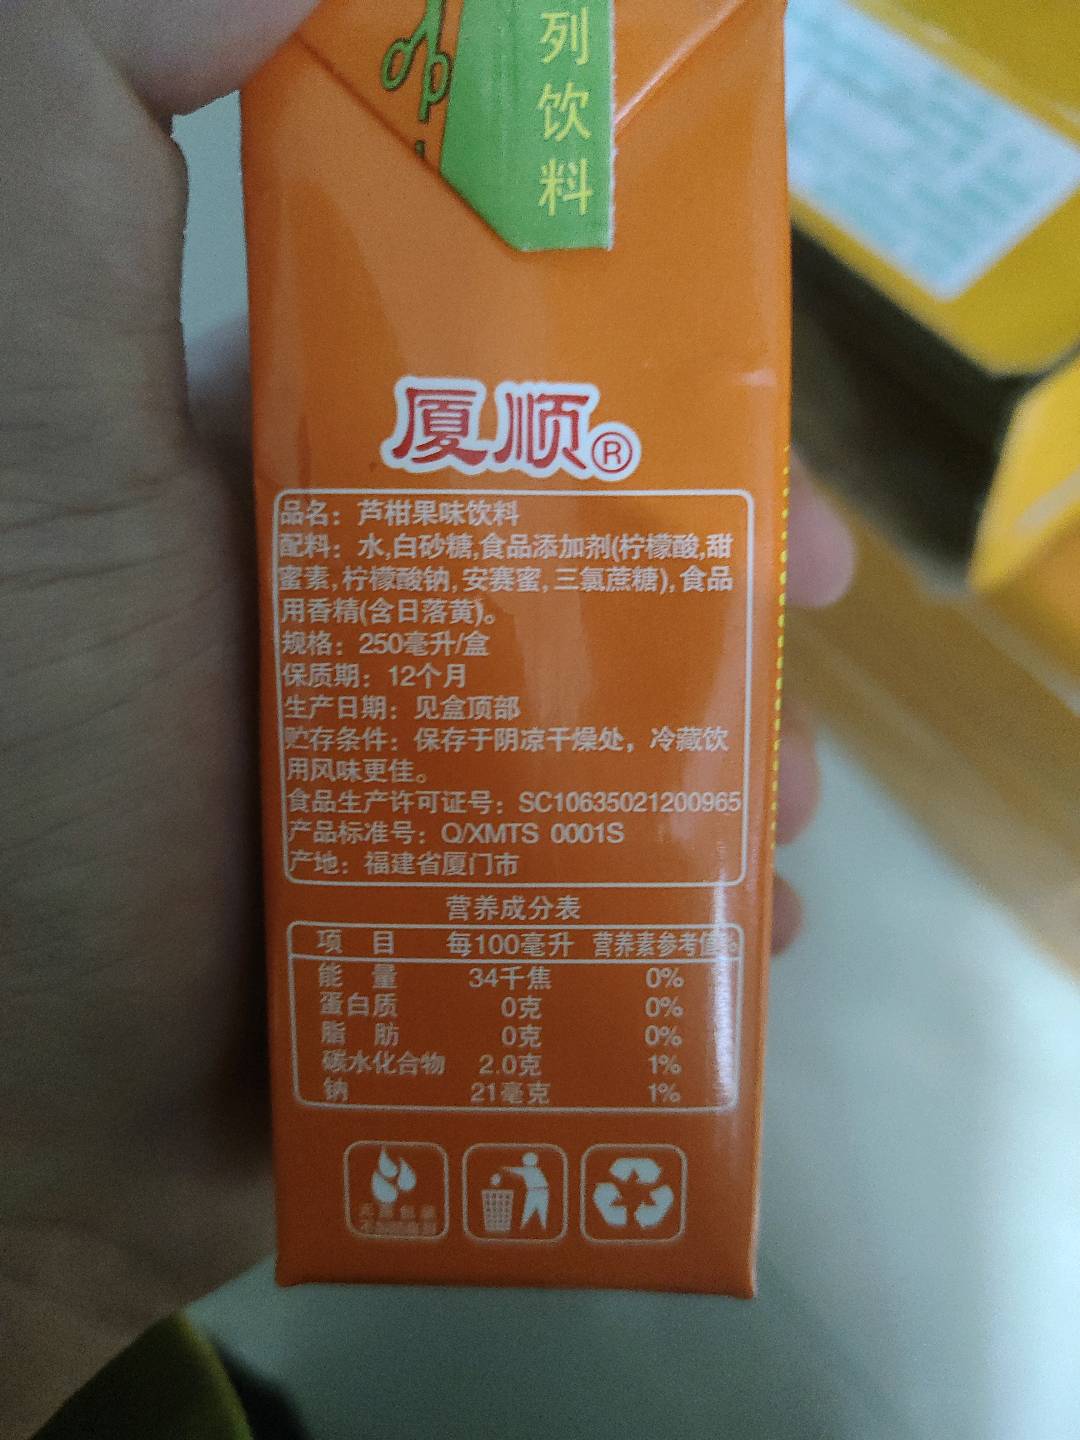 列饮料
厦顺®
品名：芦柑果味饮料
配料：水,白砂糖,食品添加剂(柠檬酸,甜
蜜素,柠檬酸钠,安赛蜜,三氯蔗糖),食品
用香精(含日落黄)。
规格：250毫升/盒
保质期：12个月
生产日期：见盒顶部
贮存条件：保存于阴凉干燥处，冷藏饮
用风味更佳。
食品生产许可证号：SC10635021200965
产品标准号：Q/XMTS 0001S
产地：福建省厦门市
营养成分表
项 目 每100毫升 营养素参考值%
能 量 34千焦 0%
蛋白质 0克 0%
脂 肪 0克 0%
碳水化合物 2.0克 1%
钠 21毫克 1%